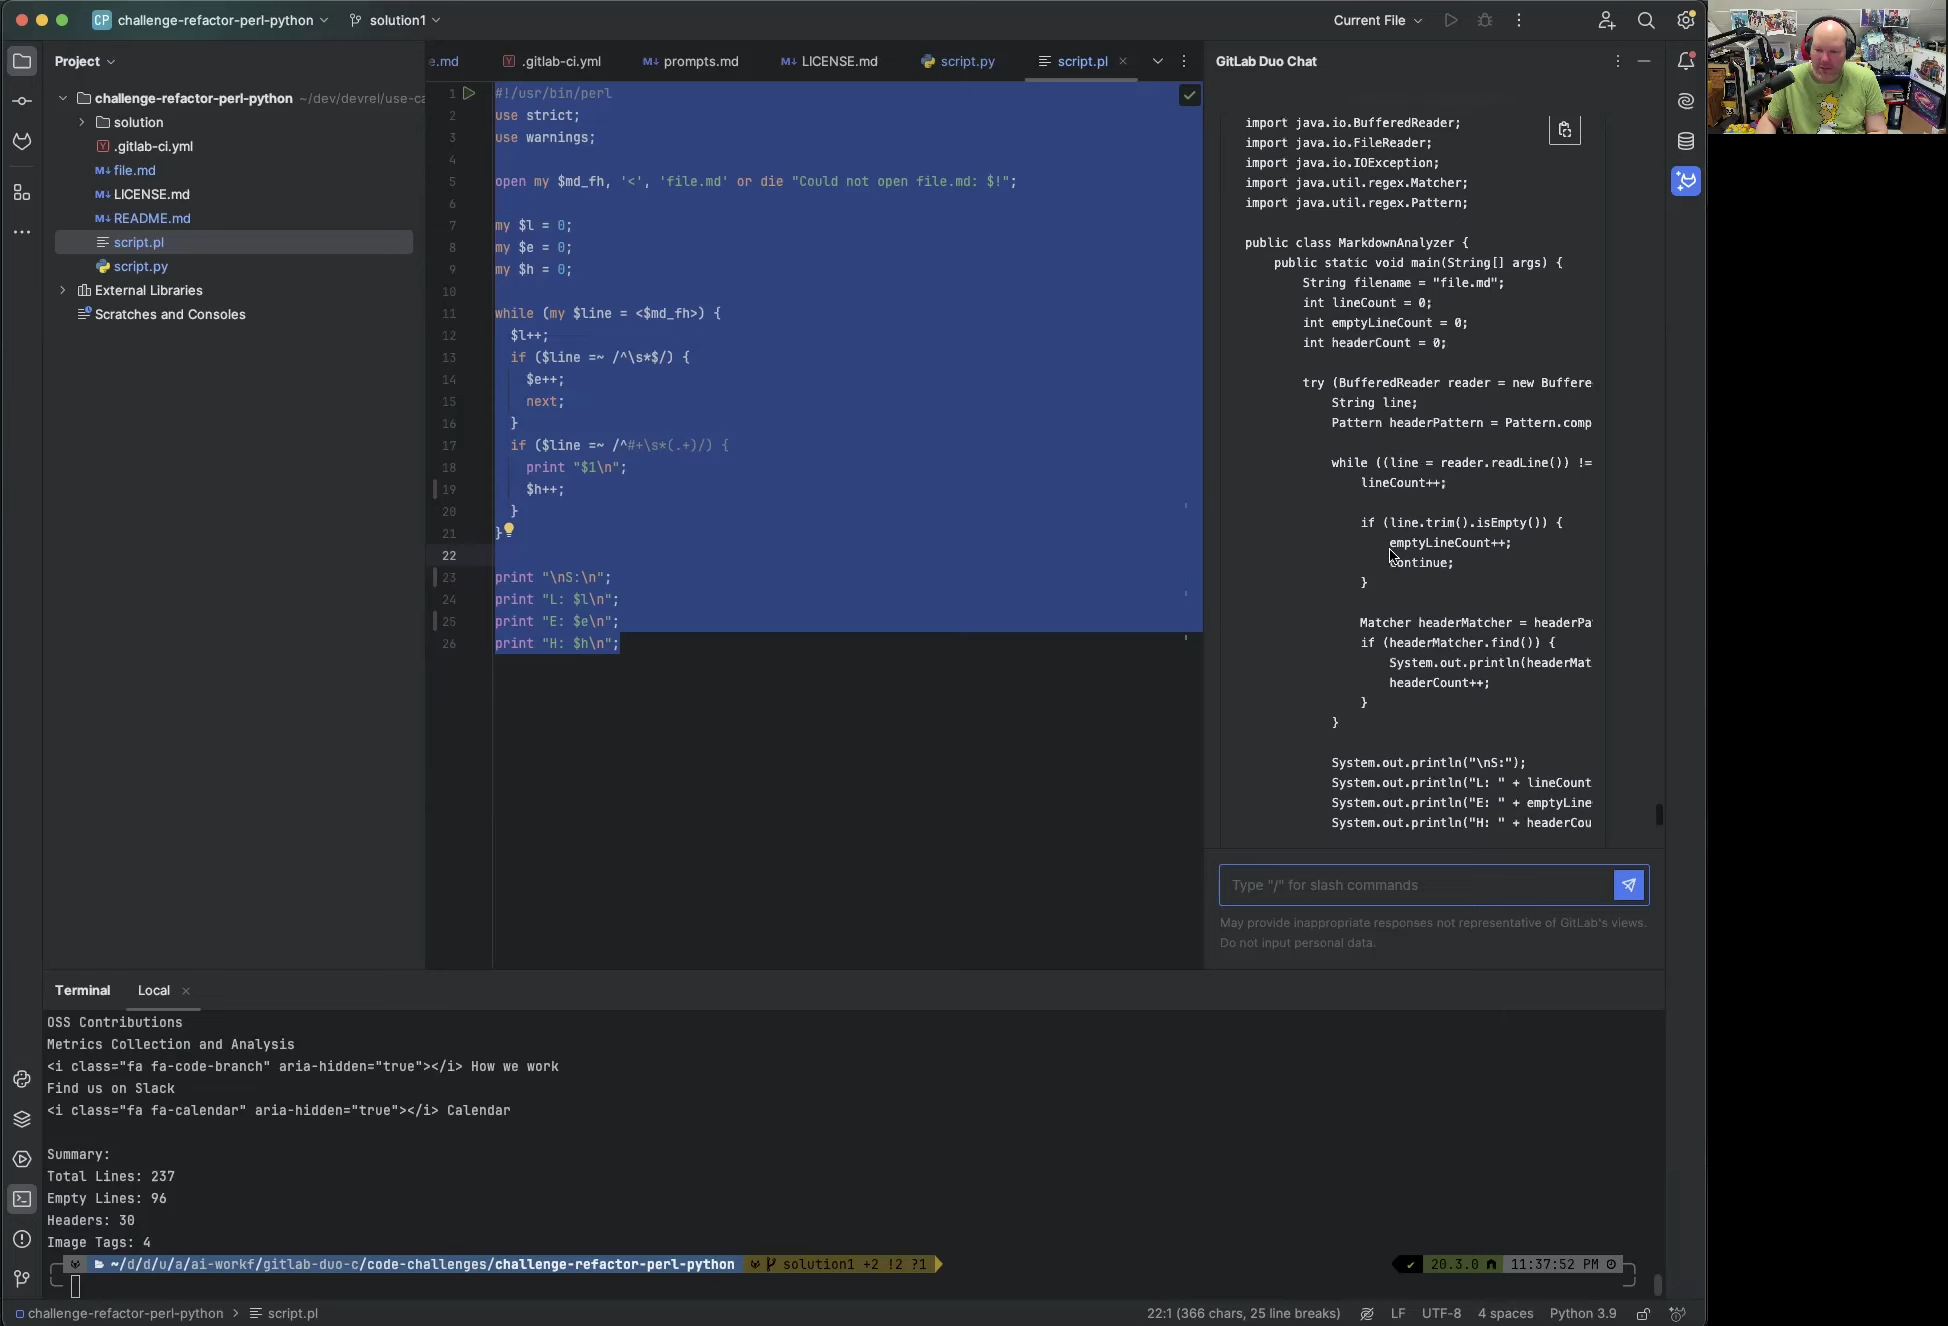 CP challenge-refactor-perl-python
solution1
Current File
Project
challenge-refactor-perl-python ~/dev/devrel/use-ca
solution
.gitlab-ci.yml
M↓ file.md
M↓ LICENSE.md
M↓ README.md
script.pl
script.py
External Libraries
Scratches and Consoles
e.md
.gitlab-ci.yml
M↓ prompts.md
M↓ LICENSE.md
script.py
script.pl
1 #!/usr/bin/perl
2 use strict;
3 use warnings;
4
5 open my $md_fh, '<', 'file.md' or die "Could not open file.md: $!";
6
7 my $l = 0;
8 my $e = 0;
9 my $h = 0;
10
11 while (my $line = <$md_fh>) {
12 $l++;
13 if ($line =~ /^\s*$/) {
14 $e++;
15 next;
16 }
17 if ($line =~ /^#+\s*(.+)/) {
18 print "$1\n";
19 $h++;
20 }
21 }
22
23 print "\nS:\n";
24 print "L: $l\n";
25 print "E: $e\n";
26 print "H: $h\n";
GitLab Duo Chat
import java.io.BufferedReader;
import java.io.FileReader;
import java.io.IOException;
import java.util.regex.Matcher;
import java.util.regex.Pattern;
public class MarkdownAnalyzer {
public static void main(String[] args) {
String filename = "file.md";
int lineCount = 0;
int emptyLineCount = 0;
int headerCount = 0;
try (BufferedReader reader = new Buffere
String line;
Pattern headerPattern = Pattern.comp
while ((line = reader.readLine()) !=
lineCount++;
if (line.trim().isEmpty()) {
emptyLineCount++;
continue;
}
Matcher headerMatcher = headerPa
if (headerMatcher.find()) {
System.out.println(headerMat
headerCount++;
}
}
System.out.println("\nS:");
System.out.println("L: " + lineCount
System.out.println("E: " + emptyLine
System.out.println("H: " + headerCou
Type "/" for slash commands
May provide inappropriate responses not representative of GitLab's views.
Do not input personal data.
Terminal
Local
OSS Contributions
Metrics Collection and Analysis
<i class="fa fa-code-branch" aria-hidden="true"></i> How we work
Find us on Slack
<i class="fa fa-calendar" aria-hidden="true"></i> Calendar
Summary:
Total Lines: 237
Empty Lines: 96
Headers: 30
Image Tags: 4
~/d/d/u/a/ai-workf/gitlab-duo-c/code-challenges/challenge-refactor-perl-python solution1 +2 !2 ?1
20.3.0 11:37:52 PM
challenge-refactor-perl-python > script.pl
22:1 (366 chars, 25 line breaks) LF UTF-8 4 spaces Python 3.9